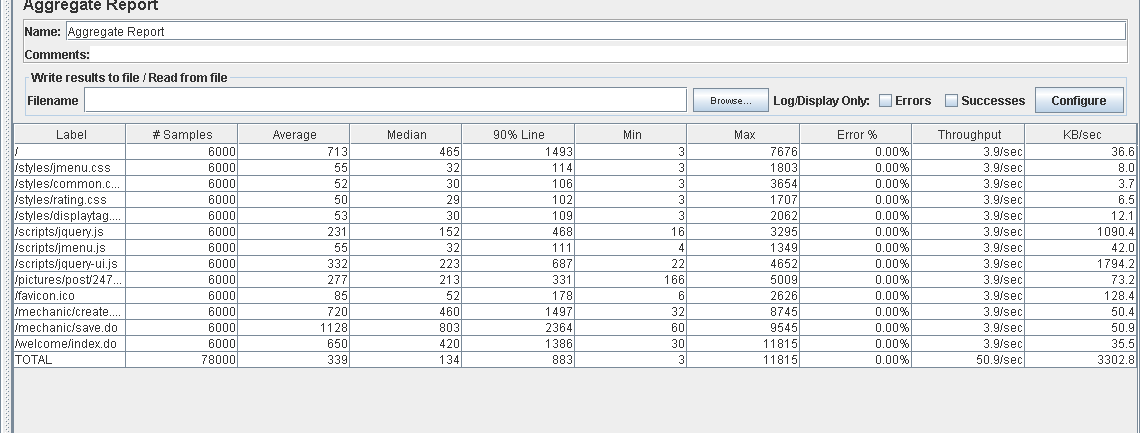 Aggregate Report
Name: Aggregate Report
Comments:
Write results to file / Read from file
Filename Browse... Log/Display Only: Errors Successes Configure
Label # Samples Average Median 90% Line Min Max Error % Throughput KB/sec
/ 6000 713 465 1493 3 7676 0.00% 3.9/sec 36.6
/styles/jmenu.css 6000 55 32 114 3 1803 0.00% 3.9/sec 8.0
/styles/common.c... 6000 52 30 106 3 3654 0.00% 3.9/sec 3.7
/styles/rating.css 6000 50 29 102 3 1707 0.00% 3.9/sec 6.5
/styles/displaytag.... 6000 53 30 109 3 2062 0.00% 3.9/sec 12.1
/scripts/jquery.js 6000 231 152 468 16 3295 0.00% 3.9/sec 1090.4
/scripts/jmenu.js 6000 55 32 111 4 1349 0.00% 3.9/sec 42.0
/scripts/jquery-ui.js 6000 332 223 687 22 4652 0.00% 3.9/sec 1794.2
/pictures/post/247... 6000 277 213 331 166 5009 0.00% 3.9/sec 73.2
/favicon.ico 6000 85 52 178 6 2626 0.00% 3.9/sec 128.4
/mechanic/create.... 6000 720 460 1497 32 8745 0.00% 3.9/sec 50.4
/mechanic/save.do 6000 1128 803 2364 60 9545 0.00% 3.9/sec 50.9
/welcome/index.do 6000 650 420 1386 30 11815 0.00% 3.9/sec 35.5
TOTAL 78000 339 134 883 3 11815 0.00% 50.9/sec 3302.8